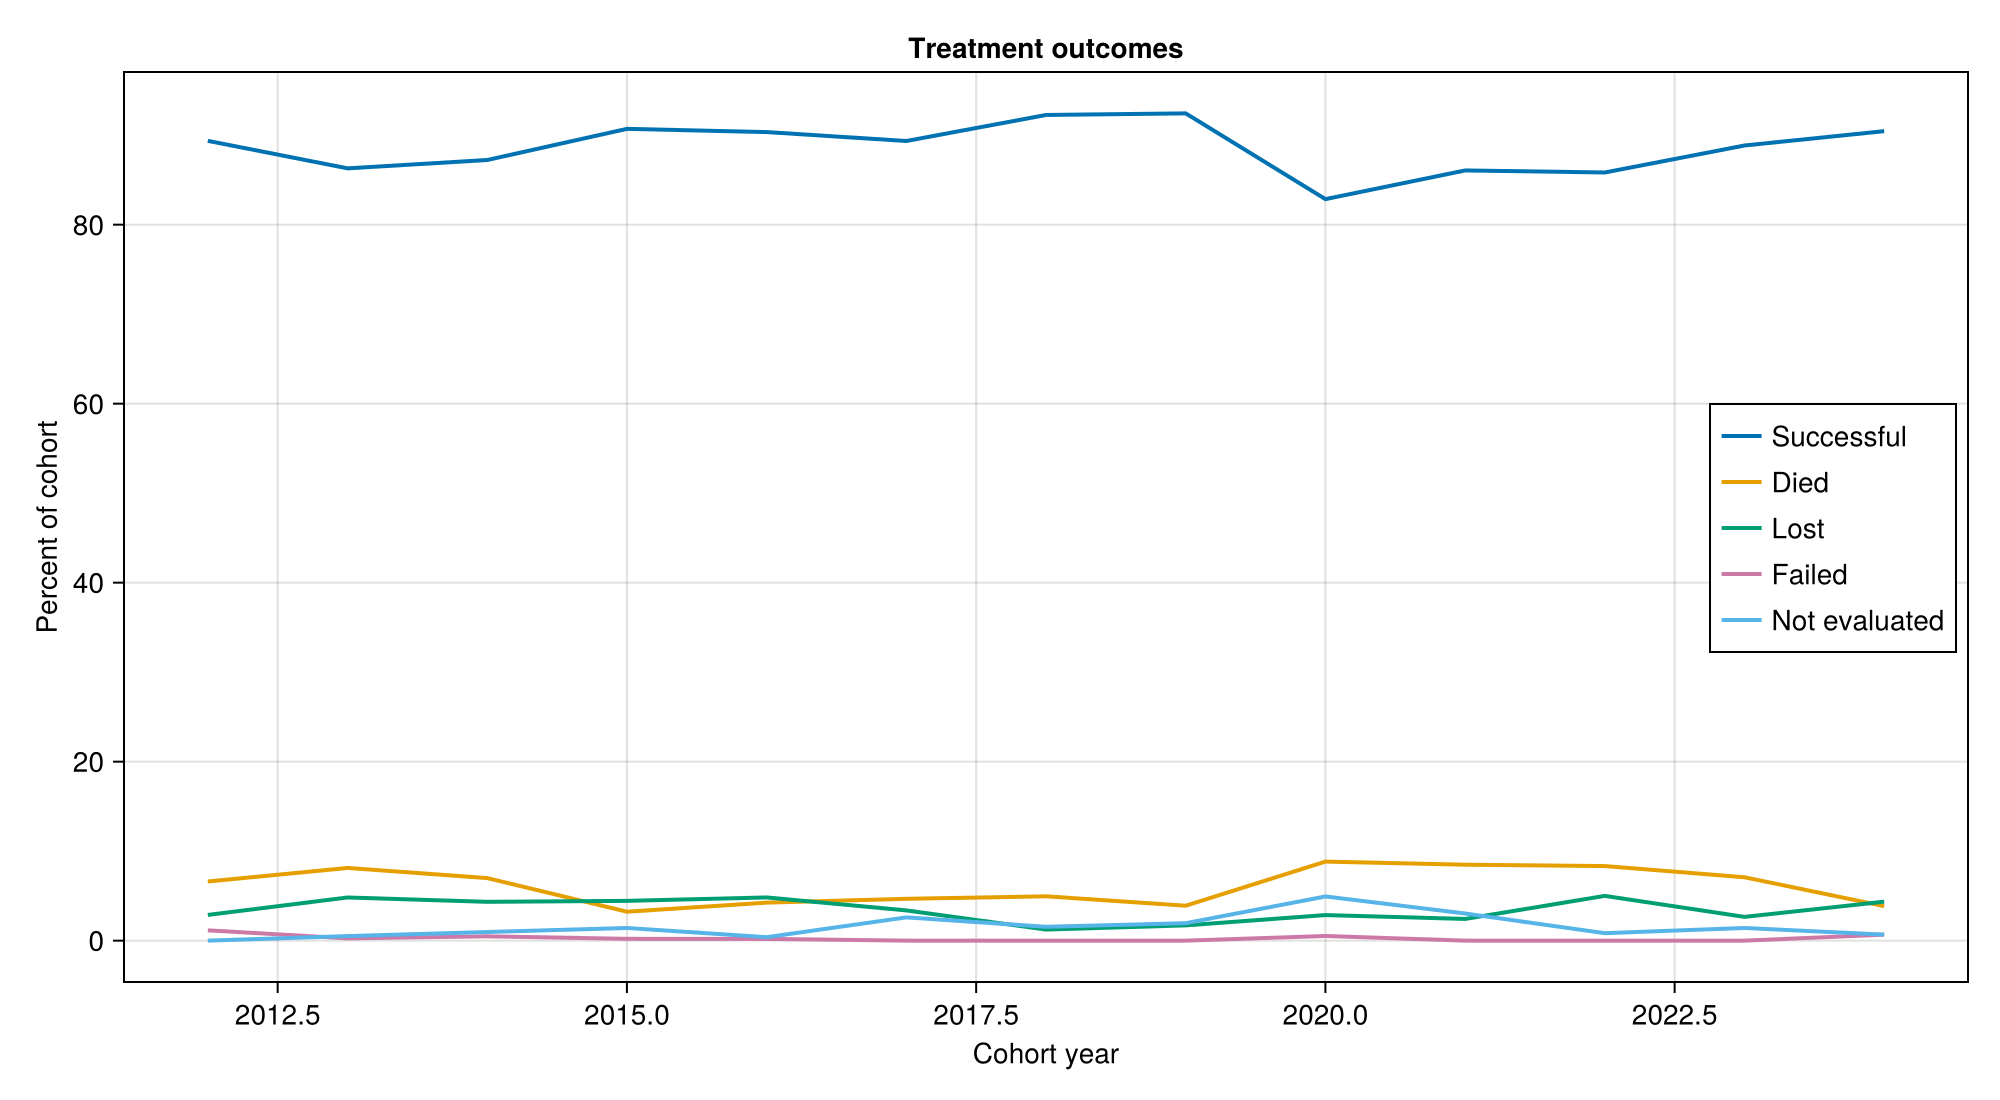 Treatment outcomes
Percent of cohort
80
60
40
20
0
Successful
Died
Lost
Failed
Not evaluated
2012.5 2015.0 2017.5 2020.0 2022.5
Cohort year